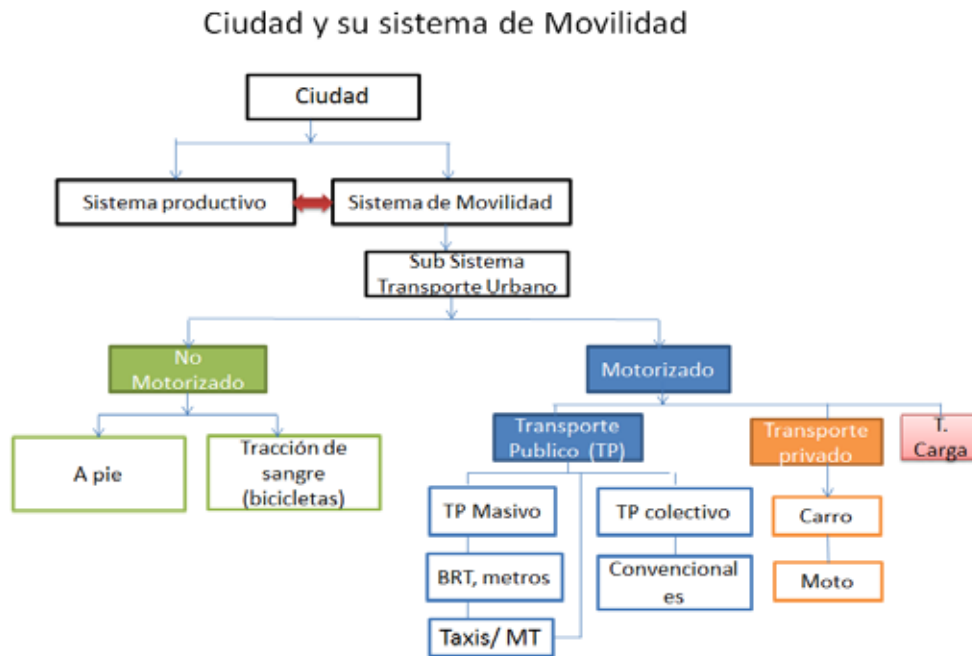 Ciudad y su sistema de Movilidad
Ciudad
Sistema productivo
Sistema de Movilidad
Sub Sistema
Transporte Urbano
No
Motorizado
Motorizado
A pie
Tracción de
sangre
(bicicletas)
Transporte
Publico (TP)
Transporte
privado
T.
Carga
TP Masivo
TP colectivo
Carro
BRT, metros
Convencional
es
Moto
Taxis/ MT